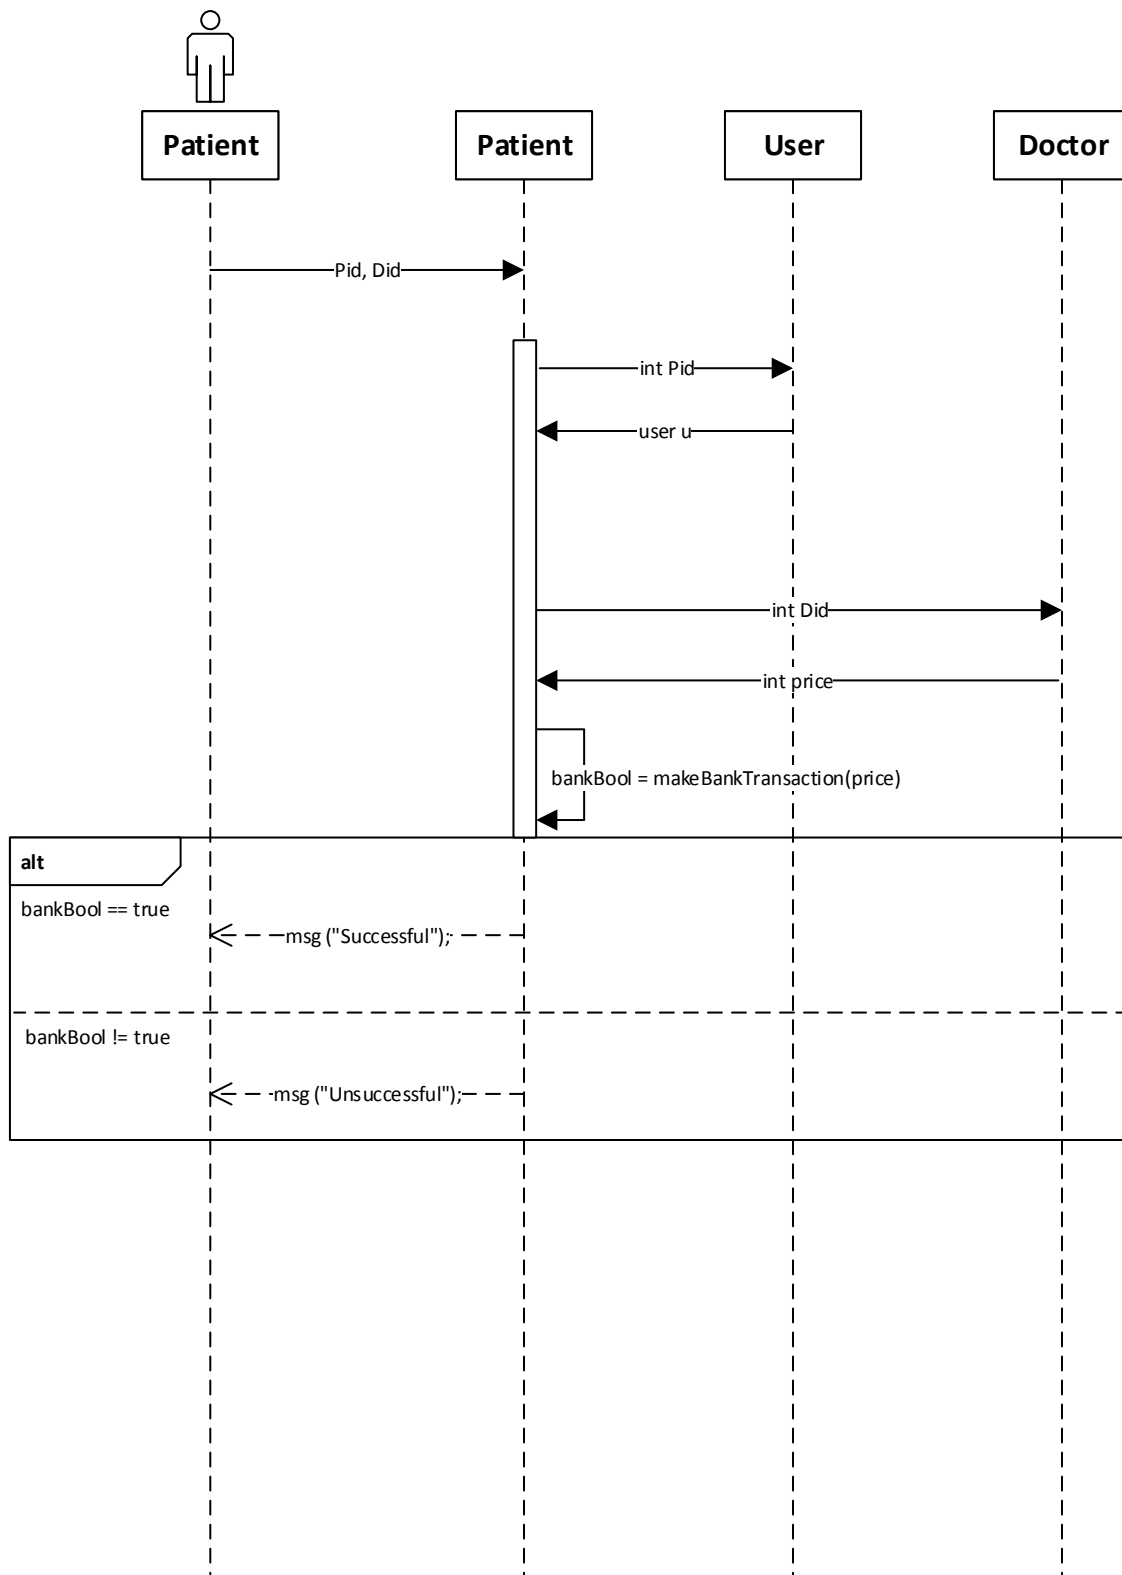 Patient
Patient
User
Doctor
Pid, Did
int Pid
user u
int Did
int price
bankBool = makeBankTransaction(price)
alt
bankBool == true
msg ("Successful");
bankBool != true
msg ("Unsuccessful");